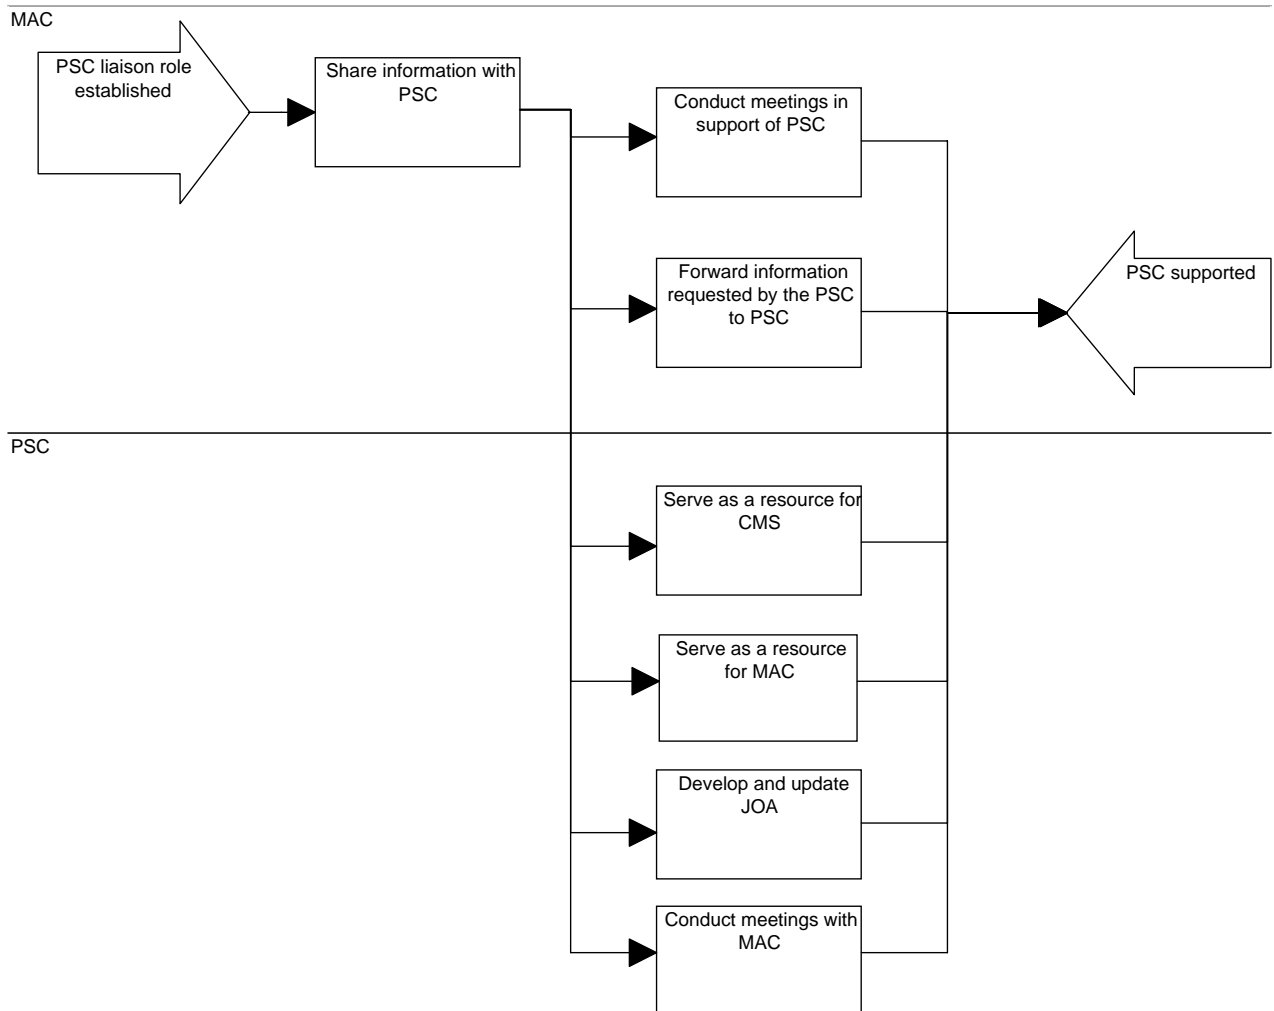 MAC
PSC liaison role
established
Share information with
PSC
Conduct meetings in
support of PSC
Forward information
requested by the PSC
to PSC
PSC supported
PSC
Serve as a resource for
CMS
Serve as a resource
for MAC
Develop and update
JOA
Conduct meetings with
MAC